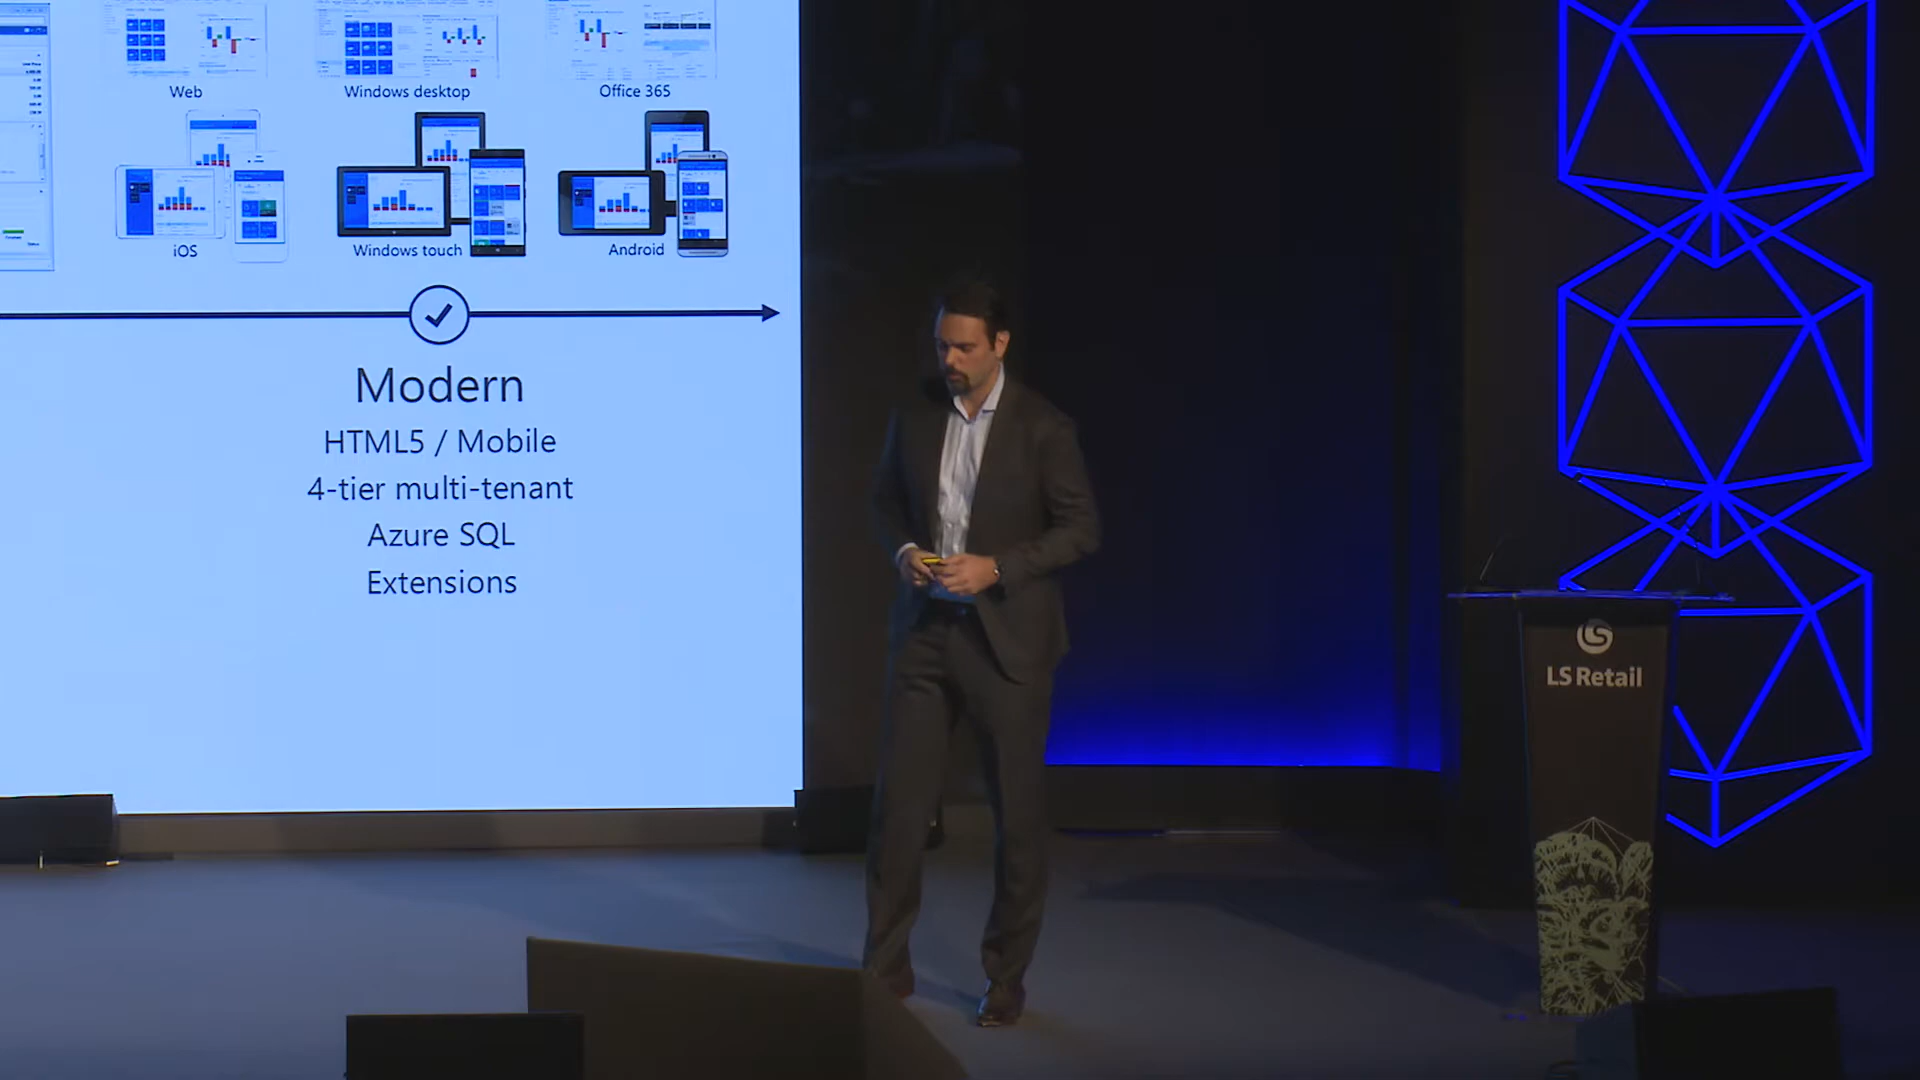 Web
Windows desktop
Office 365
iOS
Windows touch
Android
Modern
HTML5 / Mobile
4-tier multi-tenant
Azure SQL
Extensions
LS Retail